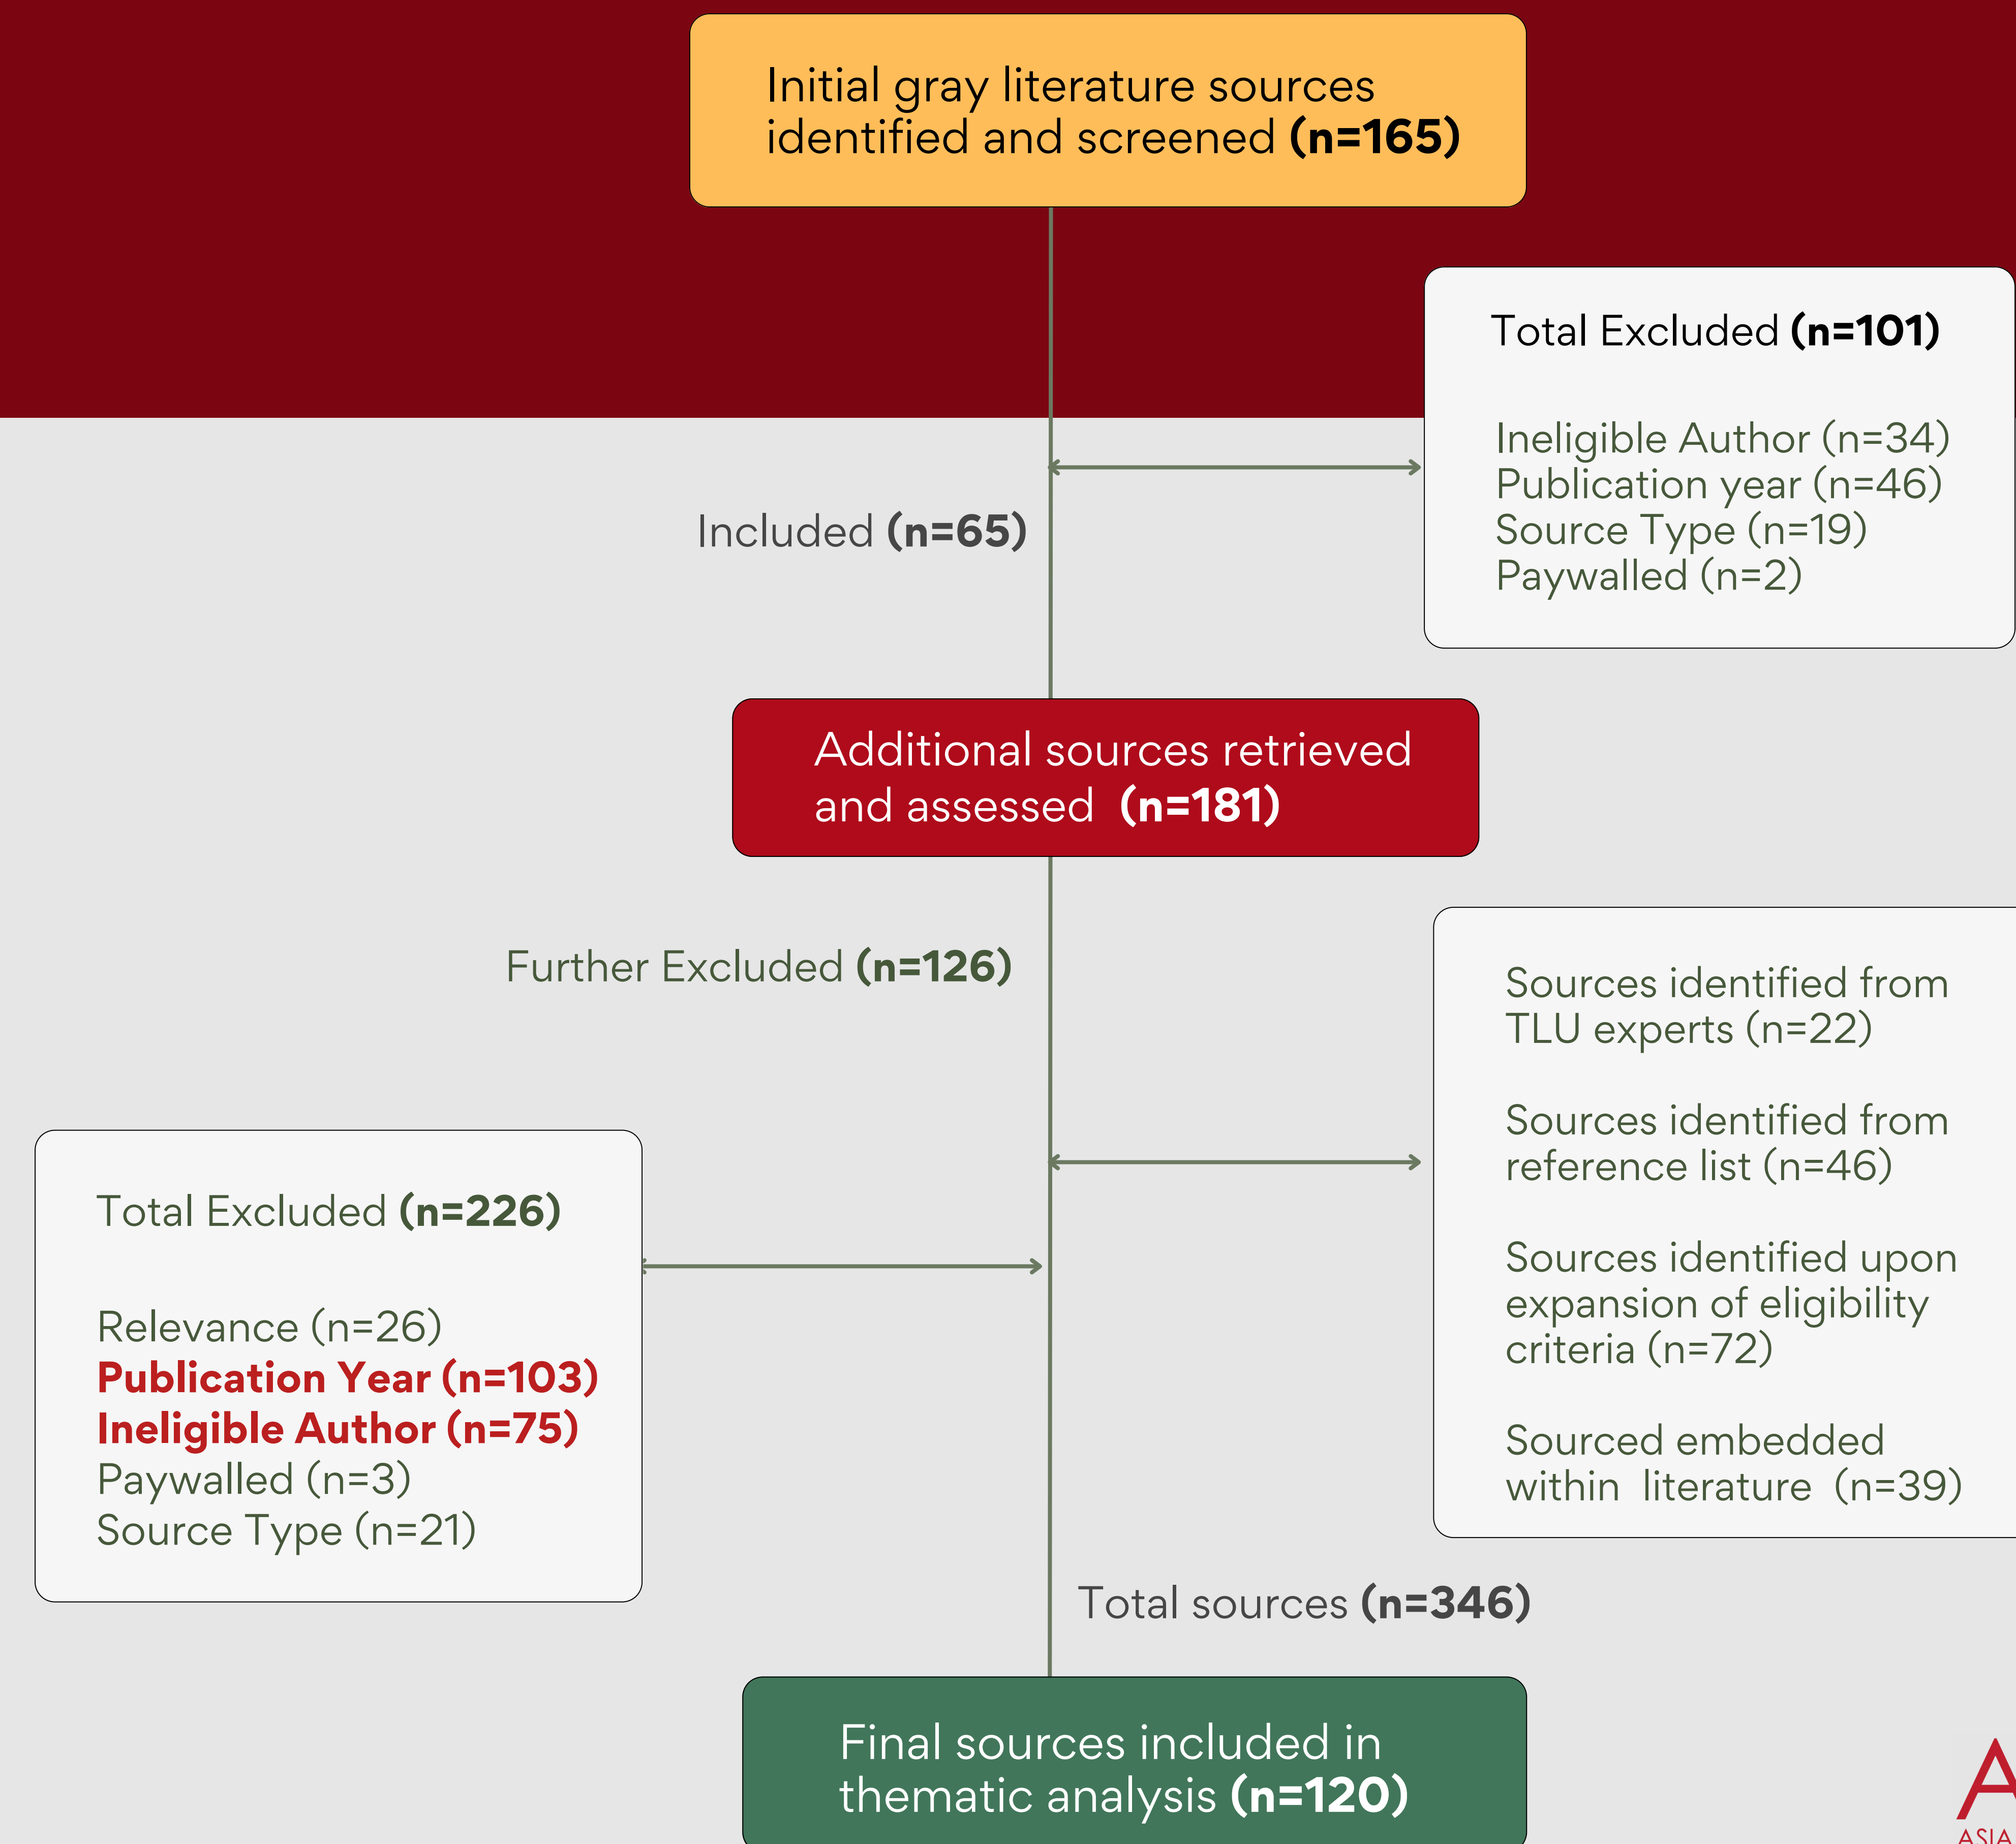 Initial gray literature sources
identified and screened (n=165)
Total Excluded (n=101)
Ineligible Author (n=34)
Publication year (n=46)
Source Type (n=19)
Paywalled (n=2)
Included (n=65)
Additional sources retrieved
and assessed (n=181)
Further Excluded (n=126)
Sources identified from
TLU experts (n=22)
Sources identified from
reference list (n=46)
Sources identified upon
expansion of eligibility
criteria (n=72)
Sourced embedded
within literature (n=39)
Total Excluded (n=226)
Relevance (n=26)
Publication Year (n=103)
Ineligible Author (n=75)
Paywalled (n=3)
Source Type (n=21)
Total sources (n=346)
Final sources included in
thematic analysis (n=120)
A
ASIA